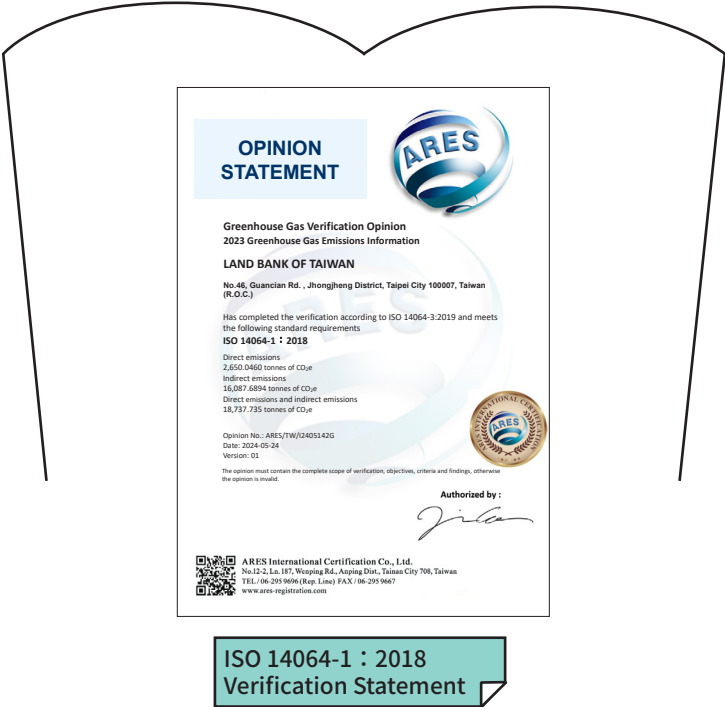 OPINION
STATEMENT
ARES
Greenhouse Gas Verification Opinion
2023 Greenhouse Gas Emissions Information
LAND BANK OF TAIWAN
No.46, Guancian Rd. , Jhongjheng District, Taipei City 100007, Taiwan
(R.O.C.)
Has completed the verification according to ISO 14064-3:2019 and meets
the following standard requirements
ISO 14064-1：2018
Direct emissions
2,650.0460 tonnes of CO₂e
Indirect emissions
16,087.6894 tonnes of CO₂e
Direct emissions and indirect emissions
18,737.735 tonnes of CO₂e
Opinion No.: ARES/TW/I2405142G
Date: 2024-05-24
Version: 01
ARES INTERNATIONAL CERTIFICATION
ARES
The opinion must contain the complete scope of verification, objectives, criteria and findings, otherwise
the opinion is invalid.
Authorized by :
ARES International Certification Co., Ltd.
No.12-2, Ln. 187, Wenping Rd., Anping Dist., Tainan City 708, Taiwan
TEL / 06-295 9696 (Rep. Line) FAX / 06-295 9667
www.ares-registration.com
ISO 14064-1：2018
Verification Statement